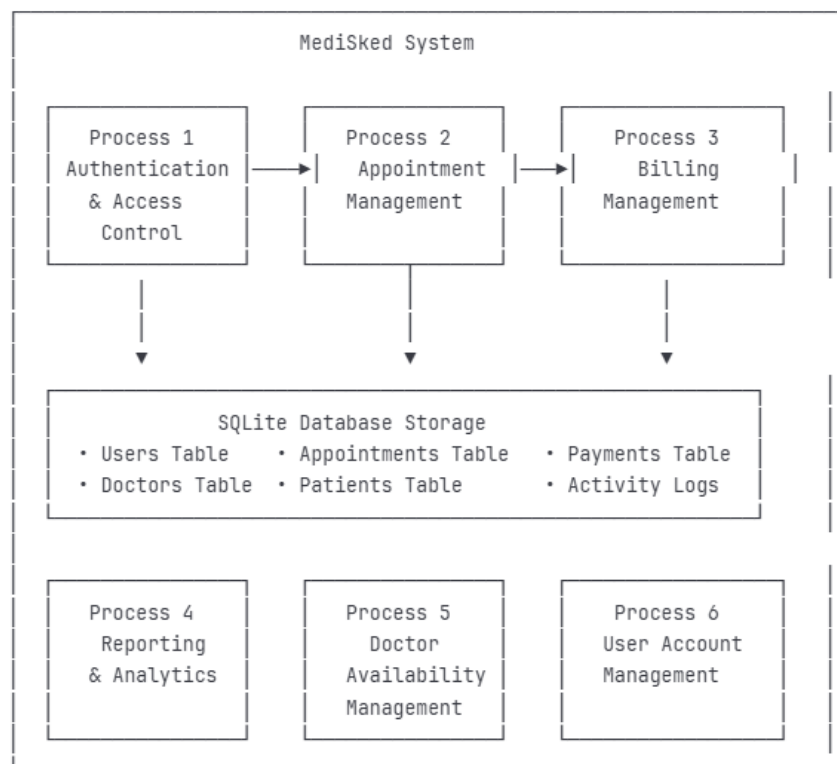 MediSked System
Process 1 Process 2 Process 3
Authentication Appointment Billing
& Access Management Management
Control
SQLite Database Storage
• Users Table • Appointments Table • Payments Table
• Doctors Table • Patients Table • Activity Logs
Process 4 Process 5 Process 6
Reporting Doctor User Account
& Analytics Availability Management
Management